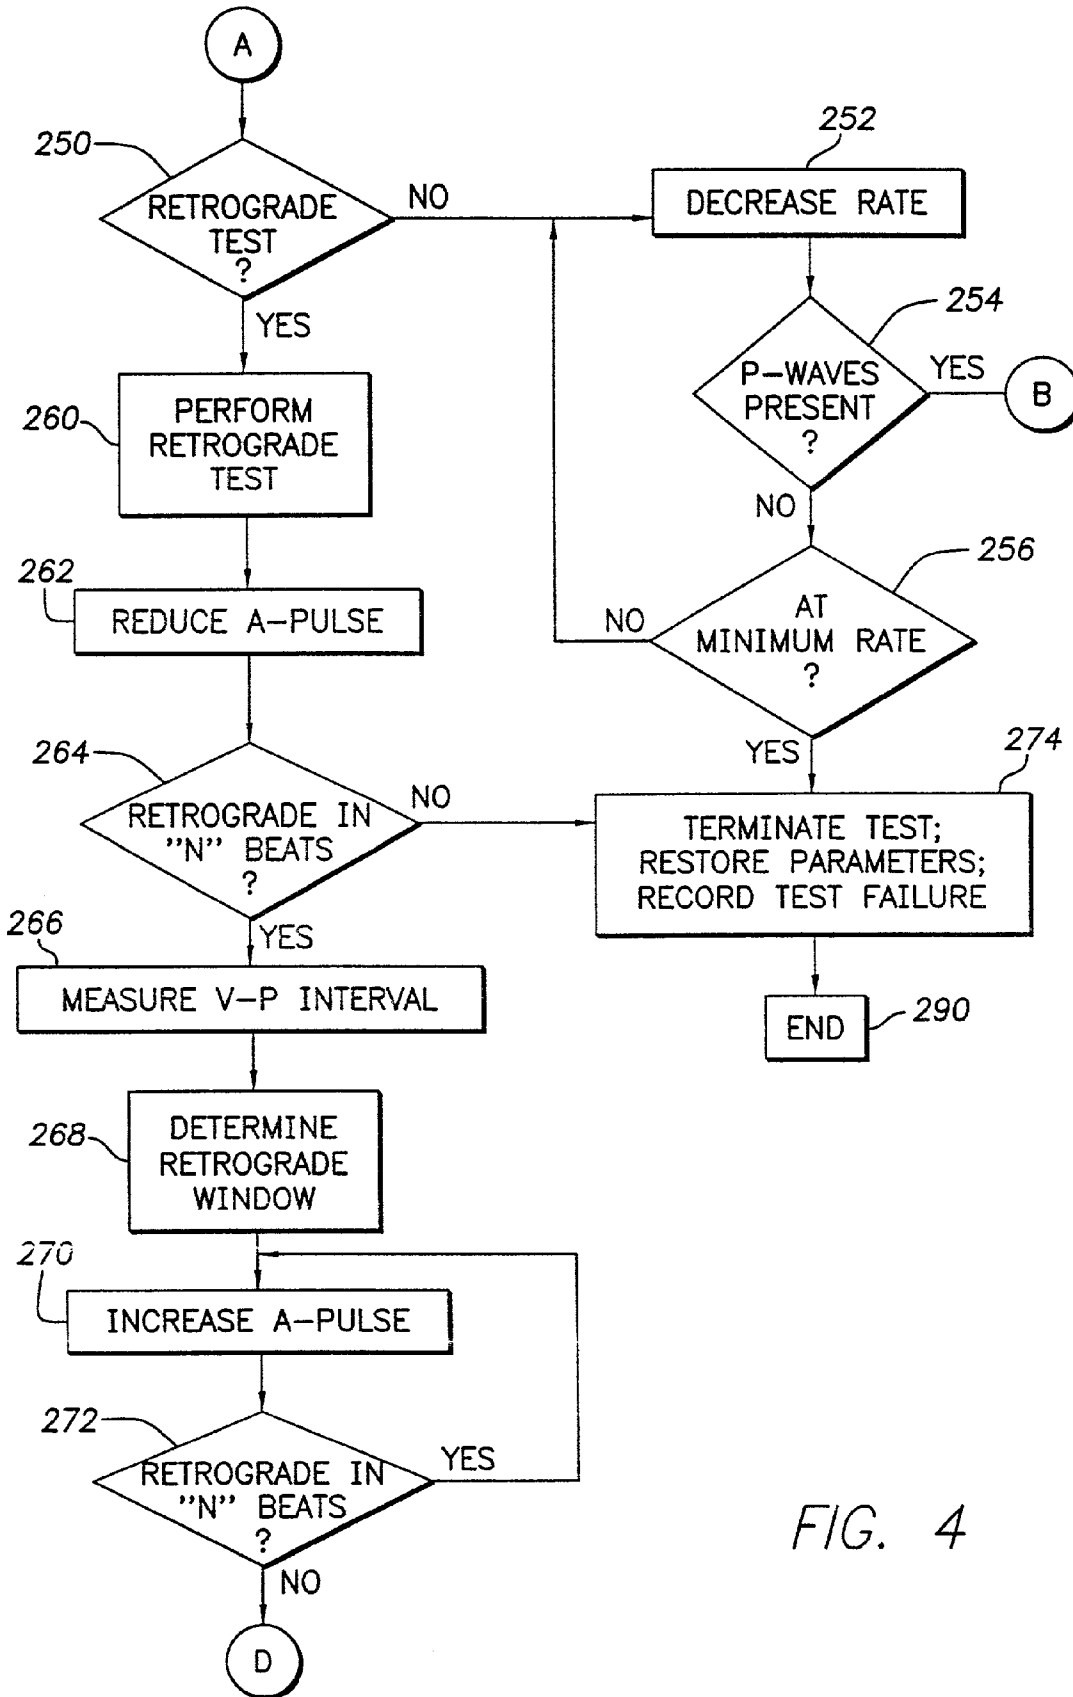 A
250
RETROGRADE
TEST
?
NO
YES
252
DECREASE RATE
254
P-WAVES
PRESENT
?
YES
B
NO
260
PERFORM
RETROGRADE
TEST
256
AT
MINIMUM RATE
?
NO
YES
262
REDUCE A-PULSE
264
RETROGRADE IN
"N" BEATS
?
NO
YES
274
TERMINATE TEST;
RESTORE PARAMETERS;
RECORD TEST FAILURE
266
MEASURE V-P INTERVAL
END
290
268
DETERMINE
RETROGRADE
WINDOW
270
INCREASE A-PULSE
272
RETROGRADE IN
"N" BEATS
?
YES
NO
D
FIG. 4